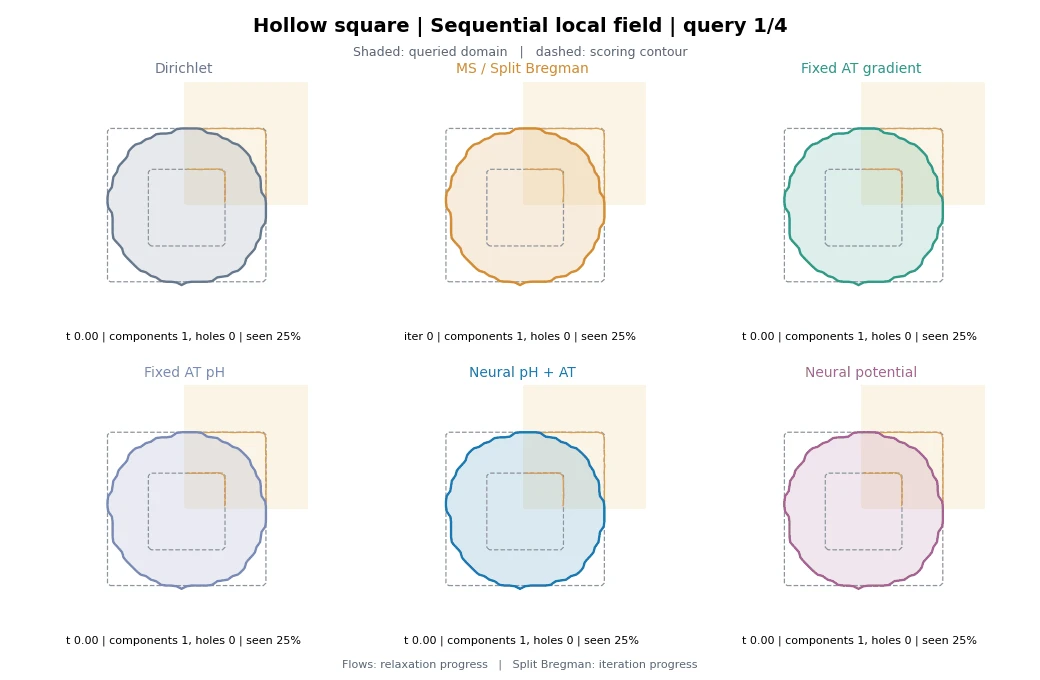 Hollow square | Sequential local field | query 1/4
Shaded: queried domain | dashed: scoring contour
Dirichlet
MS / Split Bregman
Fixed AT gradient
t 0.00 | components 1, holes 0 | seen 25%
iter 0 | components 1, holes 0 | seen 25%
t 0.00 | components 1, holes 0 | seen 25%
Fixed AT pH
Neural pH + AT
Neural potential
t 0.00 | components 1, holes 0 | seen 25%
t 0.00 | components 1, holes 0 | seen 25%
t 0.00 | components 1, holes 0 | seen 25%
Flows: relaxation progress | Split Bregman: iteration progress